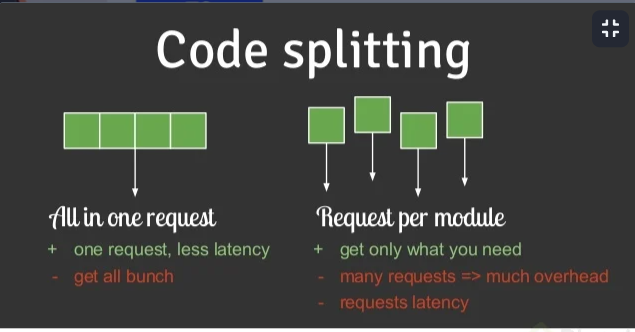 Code splitting
All in one request
+ one request, less latency
- get all bunch
Request per module
+ get only what you need
- many requests => much overhead
- requests latency